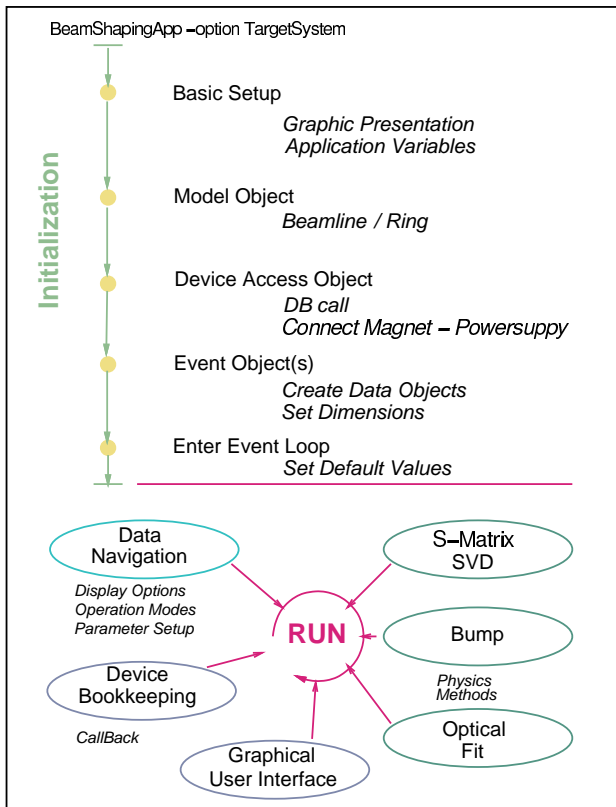 BeamShapingApp –option TargetSystem
Initialization
Basic Setup
Graphic Presentation
Application Variables
Model Object
Beamline / Ring
Device Access Object
DB call
Connect Magnet – Powersuppy
Event Object(s)
Create Data Objects
Set Dimensions
Enter Event Loop
Set Default Values
Data
Navigation
Display Options
Operation Modes
Parameter Setup
Device
Bookkeeping
CallBack
Graphical
User Interface
RUN
S–Matrix
SVD
Bump
Physics
Methods
Optical
Fit